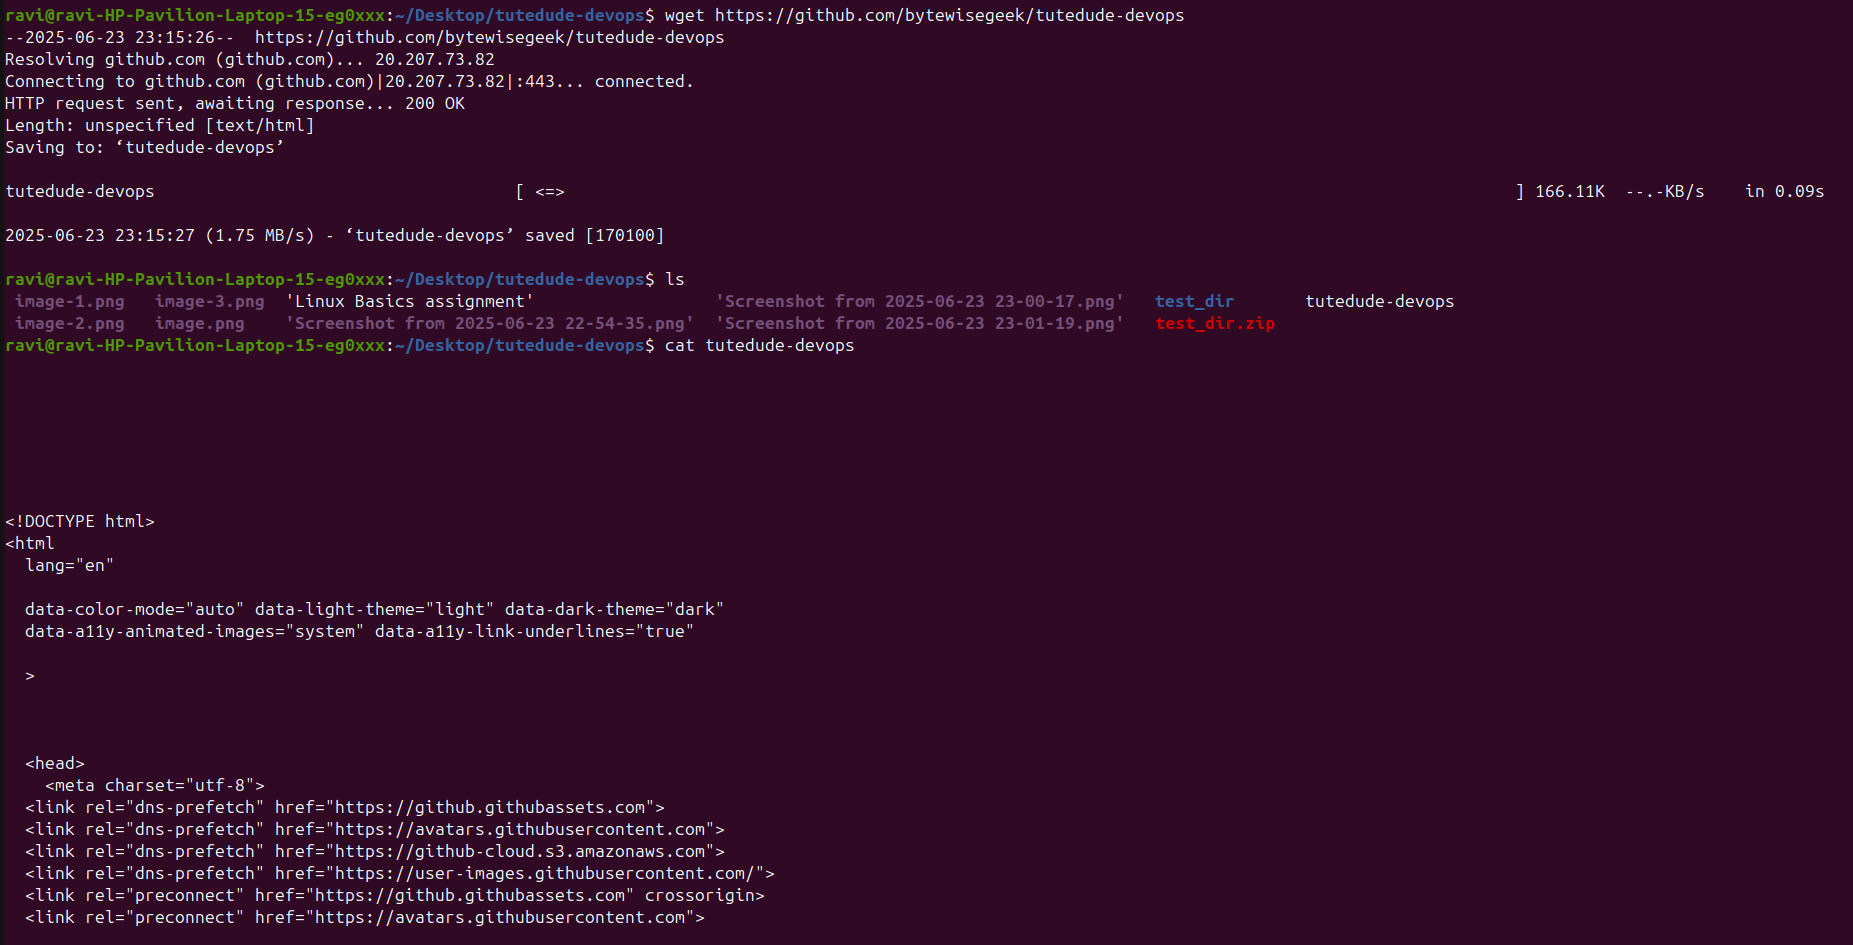 ravi@ravi-HP-Pavilion-Laptop-15-eg0xxx:~/Desktop/tutedude-devops$ wget https://github.com/bytewisegeek/tutedude-devops
--2025-06-23 23:15:26--  https://github.com/bytewisegeek/tutedude-devops
Resolving github.com (github.com)... 20.207.73.82
Connecting to github.com (github.com)|20.207.73.82|:443... connected.
HTTP request sent, awaiting response... 200 OK
Length: unspecified [text/html]
Saving to: ‘tutedude-devops’
tutedude-devops [ <=> ] 166.11K --.-KB/s in 0.09s
2025-06-23 23:15:27 (1.75 MB/s) - ‘tutedude-devops’ saved [170100]
ravi@ravi-HP-Pavilion-Laptop-15-eg0xxx:~/Desktop/tutedude-devops$ ls
image-1.png image-3.png 'Linux Basics assignment' 'Screenshot from 2025-06-23 23-00-17.png' test_dir tutedude-devops
image-2.png image.png 'Screenshot from 2025-06-23 22-54-35.png' 'Screenshot from 2025-06-23 23-01-19.png' test_dir.zip
ravi@ravi-HP-Pavilion-Laptop-15-eg0xxx:~/Desktop/tutedude-devops$ cat tutedude-devops
<!DOCTYPE html>
<html
  lang="en"
  data-color-mode="auto" data-light-theme="light" data-dark-theme="dark"
  data-a11y-animated-images="system" data-a11y-link-underlines="true"
  >
  <head>
    <meta charset="utf-8">
  <link rel="dns-prefetch" href="https://github.githubassets.com">
  <link rel="dns-prefetch" href="https://avatars.githubusercontent.com">
  <link rel="dns-prefetch" href="https://github-cloud.s3.amazonaws.com">
  <link rel="dns-prefetch" href="https://user-images.githubusercontent.com/">
  <link rel="preconnect" href="https://github.githubassets.com" crossorigin>
  <link rel="preconnect" href="https://avatars.githubusercontent.com">